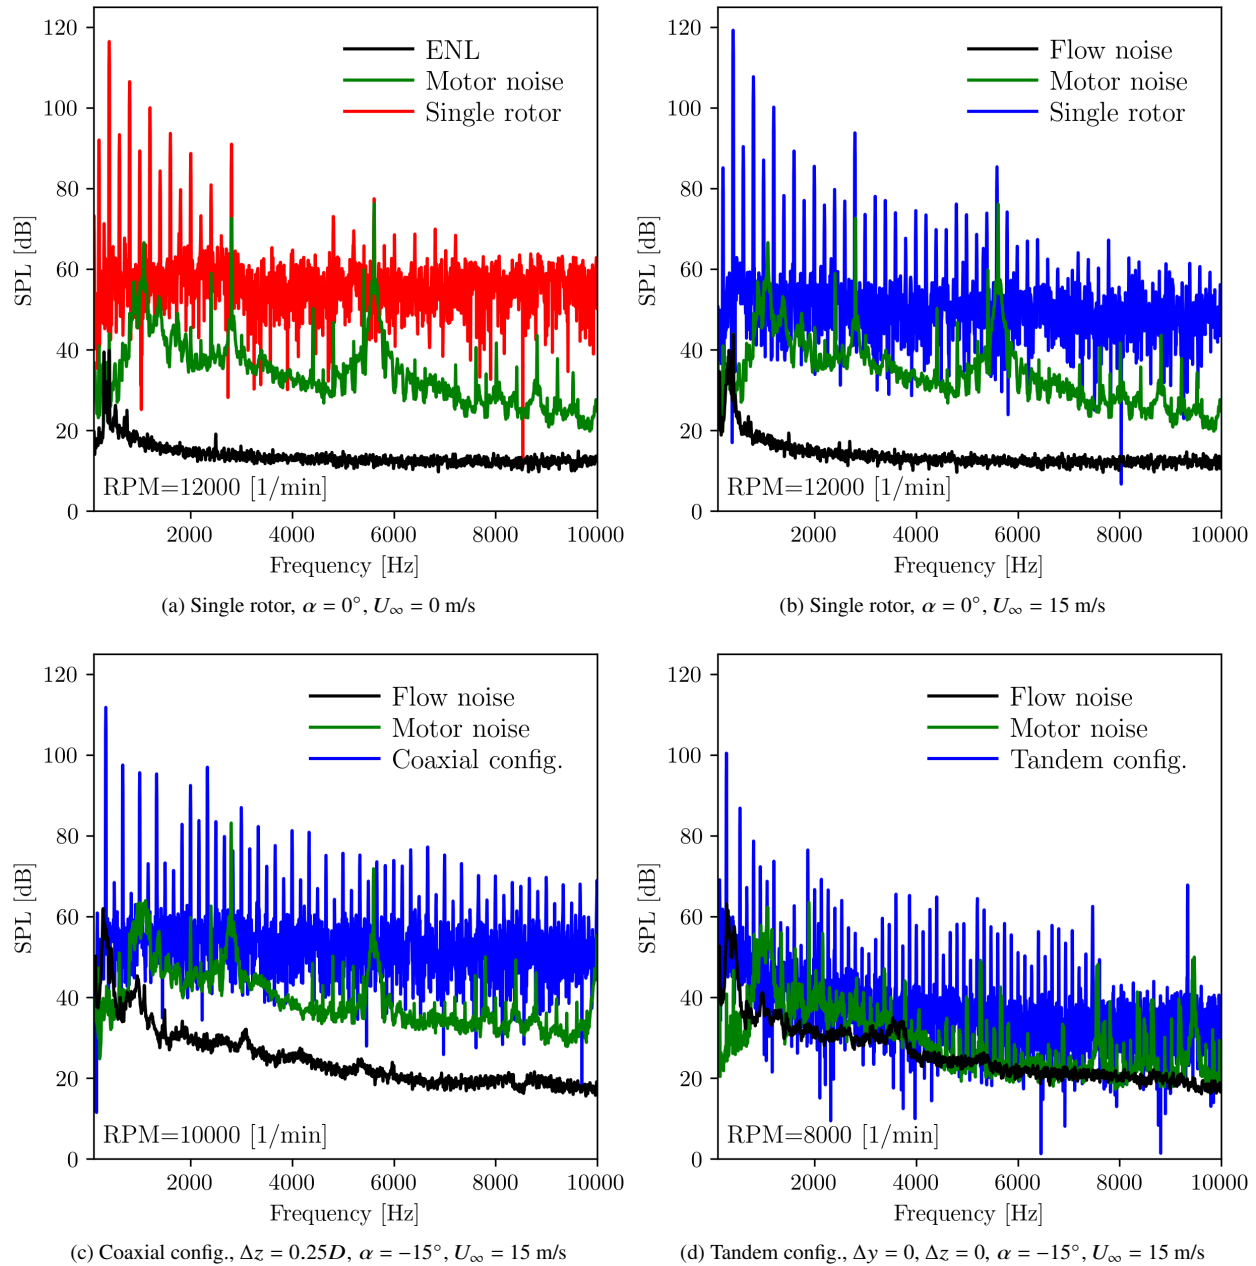 120
100
80
60
40
20
0
SPL [dB]
ENL
Motor noise
Single rotor
RPM=12000 [1/min]
2000 4000 6000 8000 10000
Frequency [Hz]
(a) Single rotor, α = 0°, U∞ = 0 m/s
120
100
80
60
40
20
0
SPL [dB]
Flow noise
Motor noise
Single rotor
RPM=12000 [1/min]
2000 4000 6000 8000 10000
Frequency [Hz]
(b) Single rotor, α = 0°, U∞ = 15 m/s
120
100
80
60
40
20
0
SPL [dB]
Flow noise
Motor noise
Coaxial config.
RPM=10000 [1/min]
2000 4000 6000 8000 10000
Frequency [Hz]
(c) Coaxial config., Δz = 0.25D, α = −15°, U∞ = 15 m/s
120
100
80
60
40
20
0
SPL [dB]
Flow noise
Motor noise
Tandem config.
RPM=8000 [1/min]
2000 4000 6000 8000 10000
Frequency [Hz]
(d) Tandem config., Δy = 0, Δz = 0, α = −15°, U∞ = 15 m/s